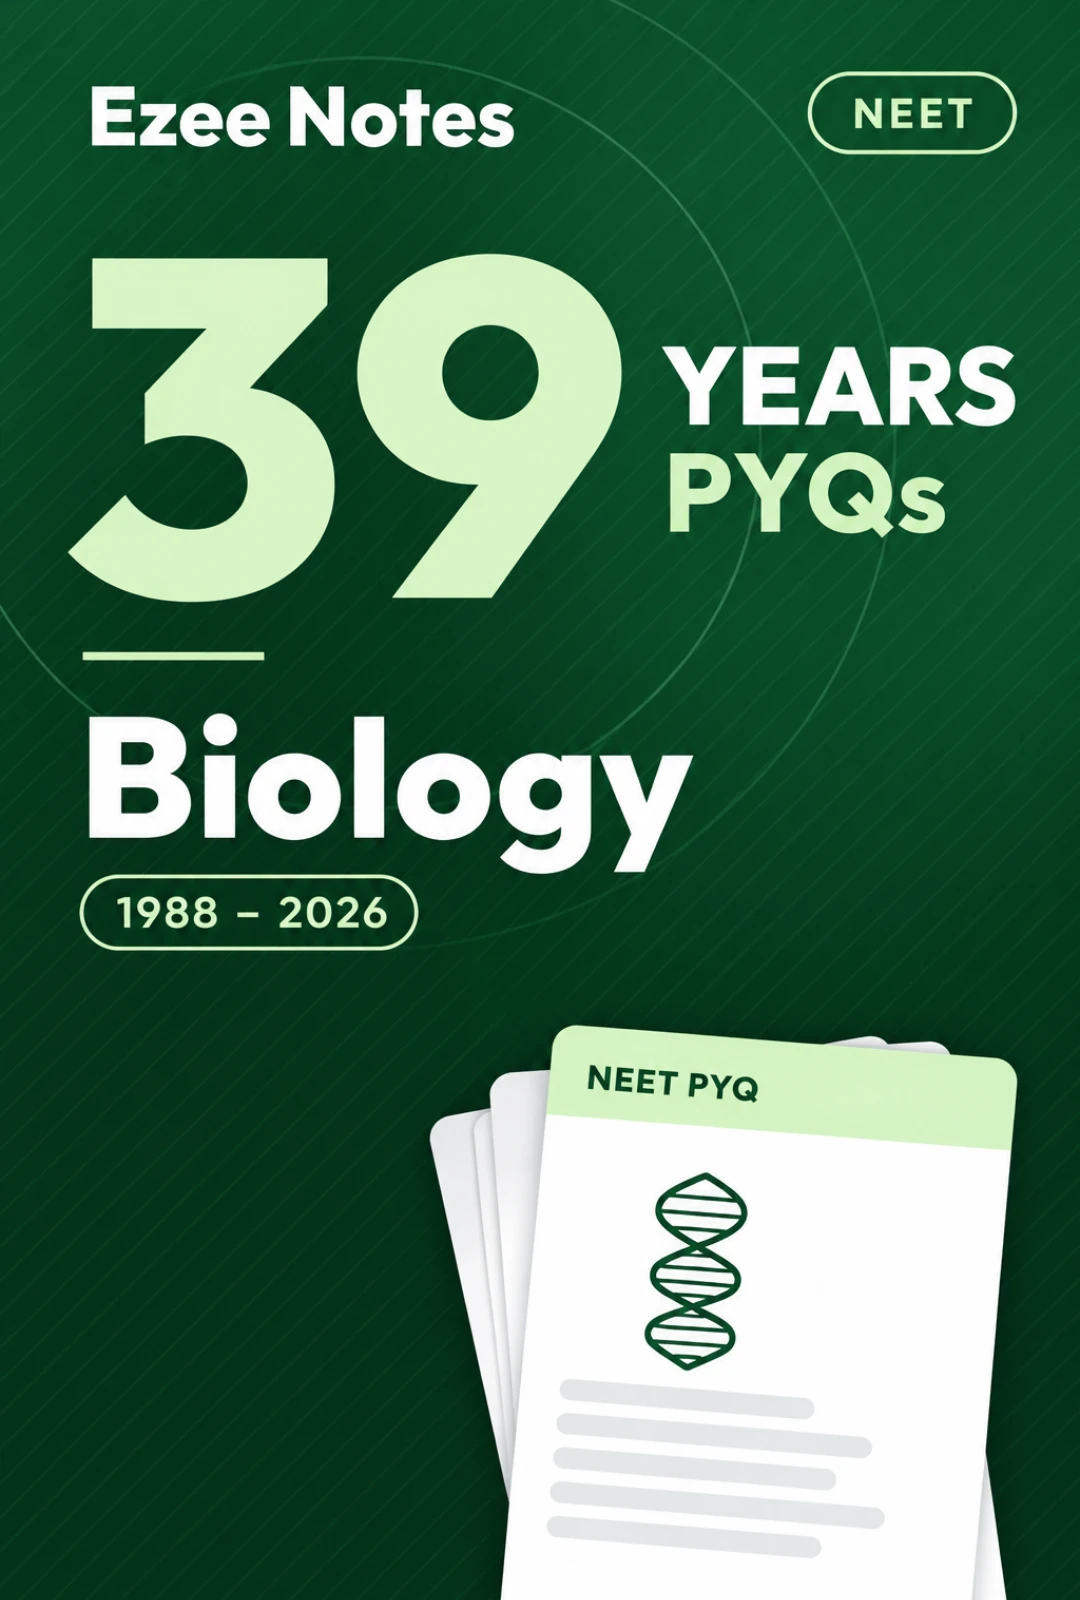 Ezee Notes
NEET
39
YEARS
PYQs
Biology
1988 – 2026
NEET PYQ